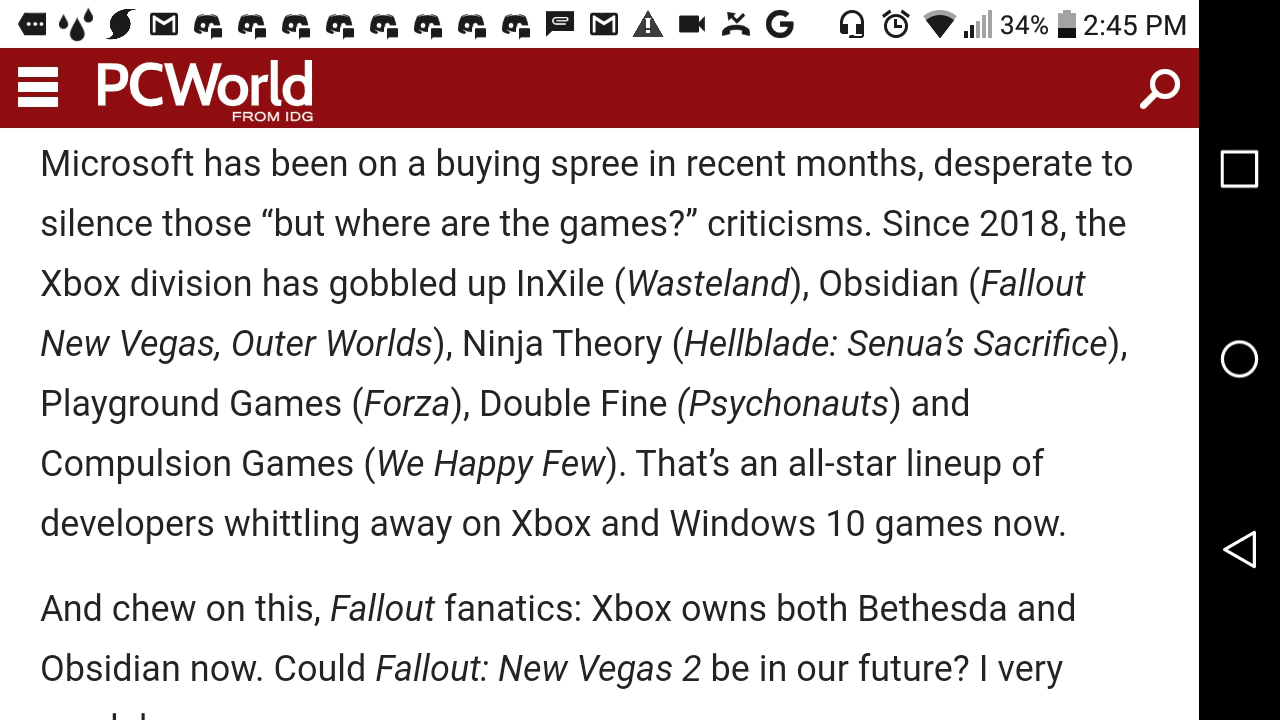 34% 2:45 PM
PCWorld
FROM IDG
Microsoft has been on a buying spree in recent months, desperate to
silence those “but where are the games?” criticisms. Since 2018, the
Xbox division has gobbled up InXile (Wasteland), Obsidian (Fallout
New Vegas, Outer Worlds), Ninja Theory (Hellblade: Senua’s Sacrifice),
Playground Games (Forza), Double Fine (Psychonauts) and
Compulsion Games (We Happy Few). That’s an all-star lineup of
developers whittling away on Xbox and Windows 10 games now.
And chew on this, Fallout fanatics: Xbox owns both Bethesda and
Obsidian now. Could Fallout: New Vegas 2 be in our future? I very